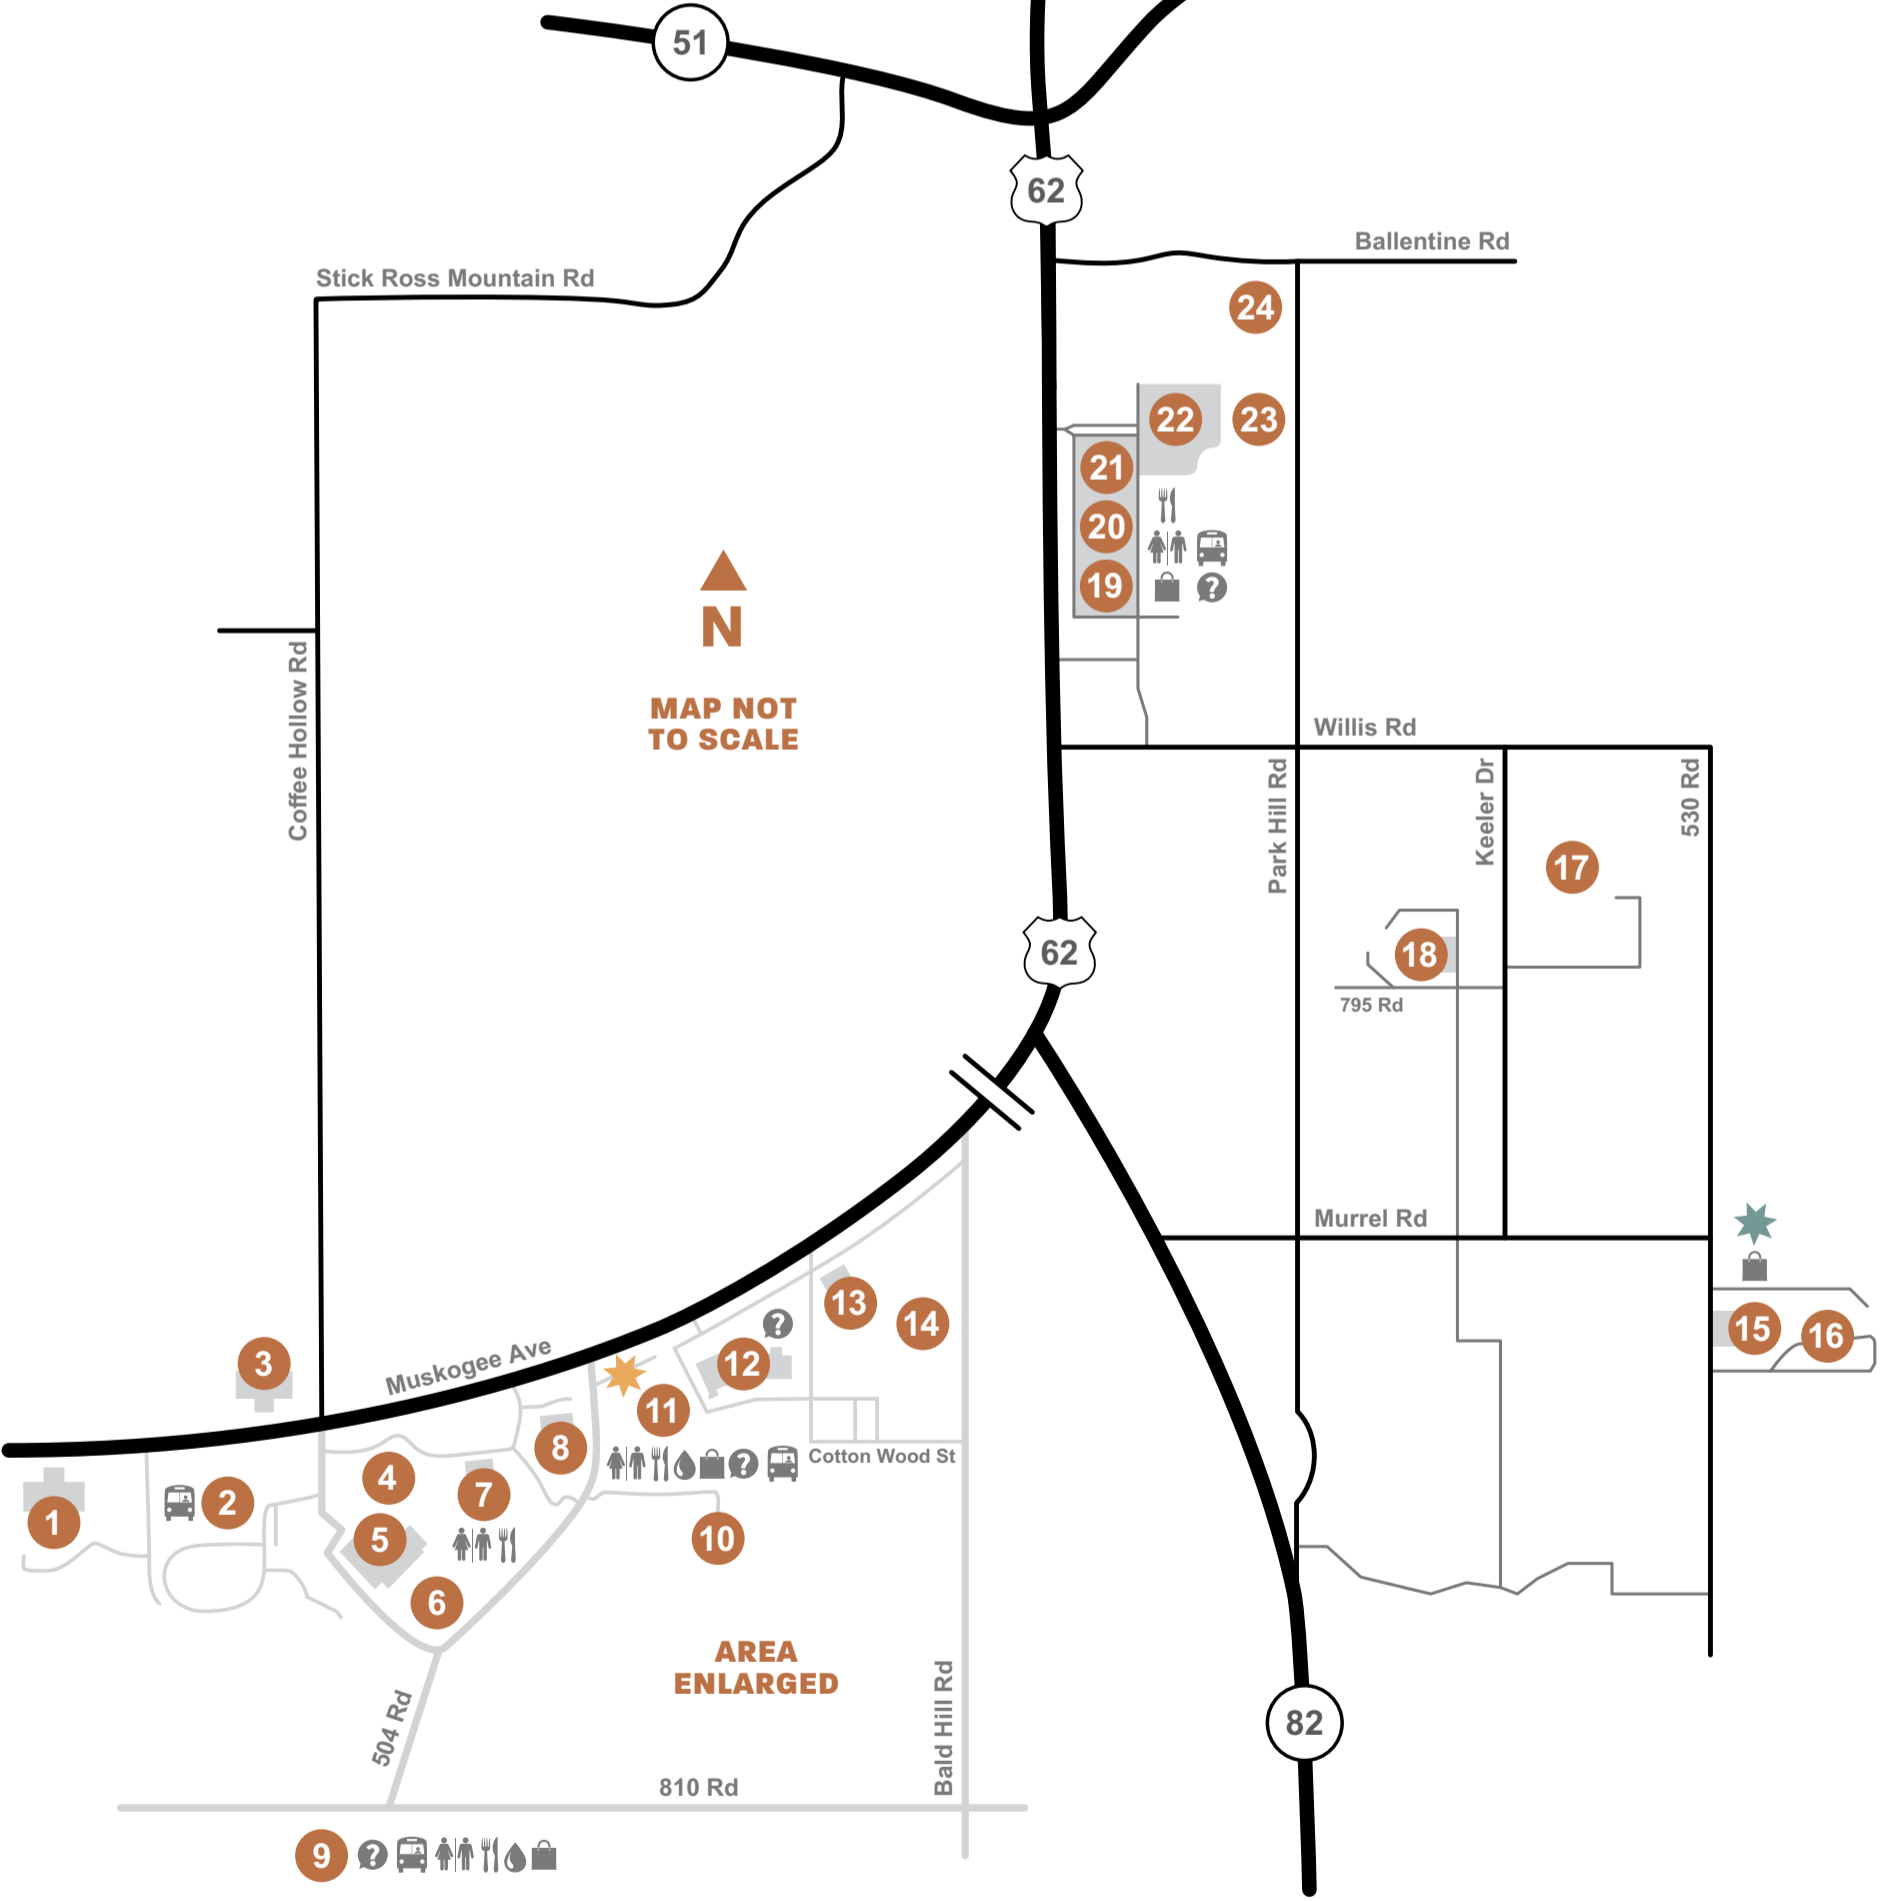 51
62
Ballentine Rd
Stick Ross Mountain Rd
24
22
23
21
20
19
?
N
MAP NOT
TO SCALE
Coffee Hollow Rd
Willis Rd
Park Hill Rd
Keeler Dr
530 Rd
17
18
62
795 Rd
Murrel Rd
13
14
?
12
15
16
3
Muskogee Ave
11
8
?
Cotton Wood St
4
7
2
1
5
10
6
AREA
ENLARGED
504 Rd
Bald Hill Rd
82
810 Rd
9
?